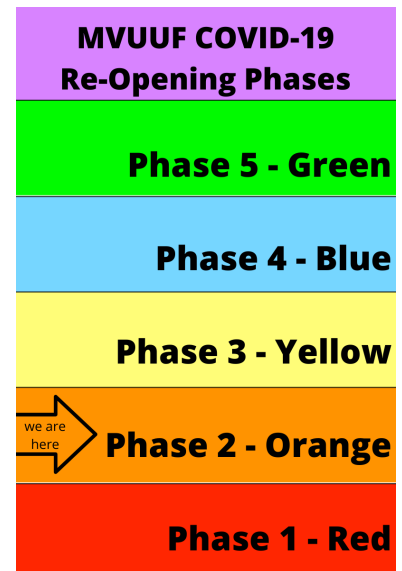 MVUUF COVID-19
Re-Opening Phases
Phase 5 - Green
Phase 4 - Blue
Phase 3 - Yellow
we are
here
Phase 2 - Orange
Phase 1 - Red